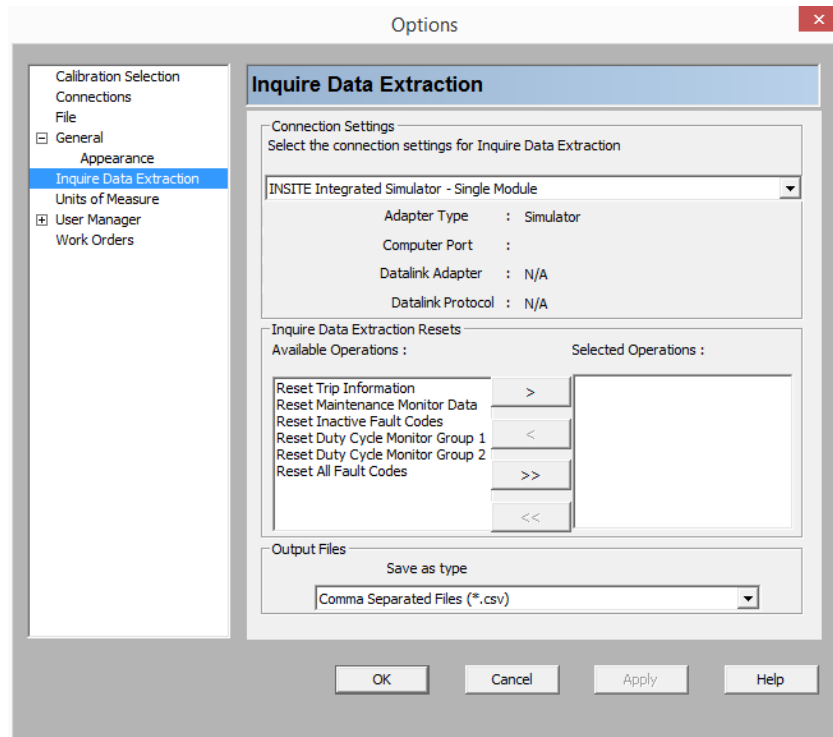 Options
Calibration Selection
Connections
File
General
Appearance
Inquire Data Extraction
Units of Measure
User Manager
Work Orders
Inquire Data Extraction
Connection Settings
Select the connection settings for Inquire Data Extraction
INSITE Integrated Simulator - Single Module
Adapter Type : Simulator
Computer Port :
Datalink Adapter : N/A
Datalink Protocol : N/A
Inquire Data Extraction Resets
Available Operations : Selected Operations :
Reset Trip Information
Reset Maintenance Monitor Data
Reset Inactive Fault Codes
Reset Duty Cycle Monitor Group 1
Reset Duty Cycle Monitor Group 2
Reset All Fault Codes
>
<
>>
<<
Output Files
Save as type
Comma Separated Files (*.csv)
OK Cancel Apply Help